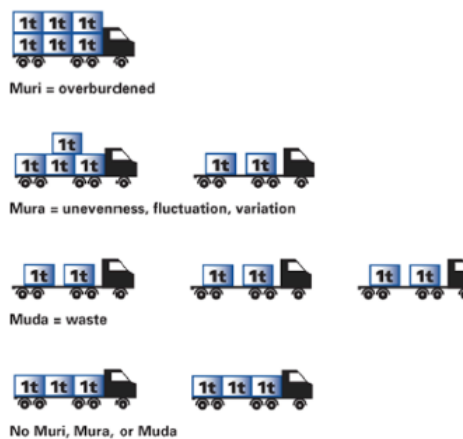 1t 1t 1t
1t 1t 1t
Muri = overburdened
1t
1t 1t 1t 1t 1t
Mura = unevenness, fluctuation, variation
1t 1t 1t 1t 1t 1t
Muda = waste
1t 1t 1t 1t 1t 1t
No Muri, Mura, or Muda